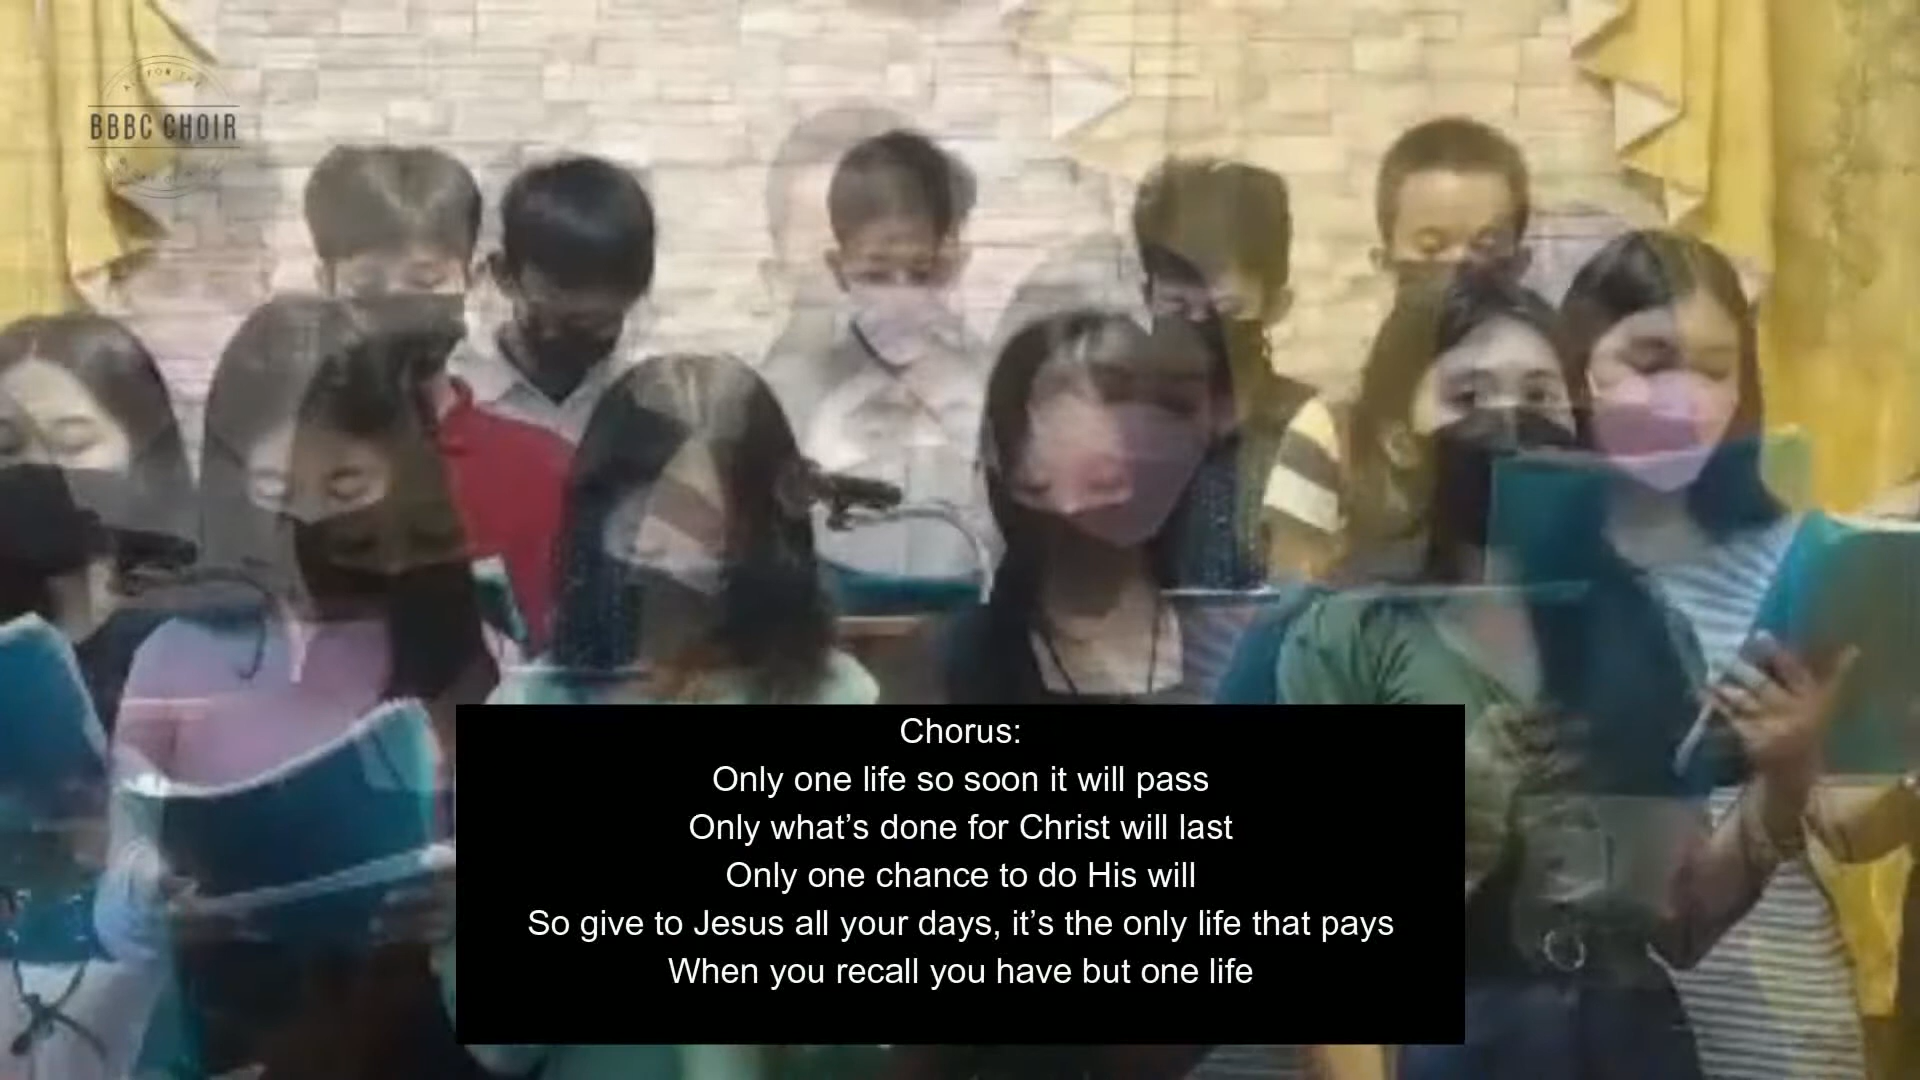 BBBC CHOIR
Chorus:
Only one life so soon it will pass
Only what’s done for Christ will last
Only one chance to do His will
So give to Jesus all your days, it’s the only life that pays
When you recall you have but one life